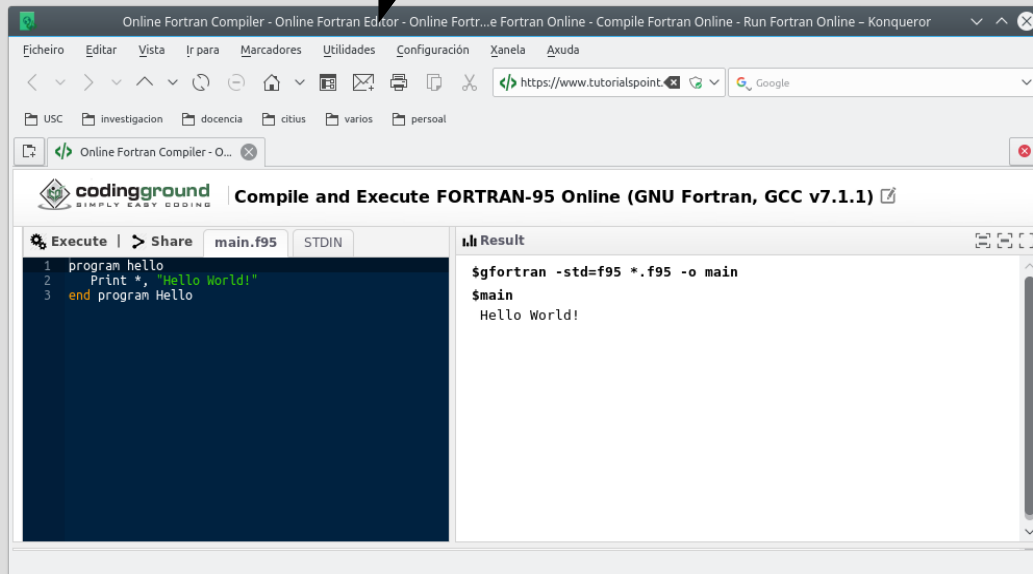 Online Fortran Compiler - Online Fortran Editor - Online Fortr...e Fortran Online - Compile Fortran Online - Run Fortran Online – Konqueror
Ficheiro Editar Vista Ir para Marcadores Utilidades Configuración Xanela Axuda
https://www.tutorialspoint. Google
USC investigacion docencia citius varios persoal
Online Fortran Compiler - O...
codingground
SIMPLY EASY CODING
Compile and Execute FORTRAN-95 Online (GNU Fortran, GCC v7.1.1)
Execute | Share main.f95 STDIN
Result
1 program hello
2 Print *, "Hello World!"
3 end program Hello
$gfortran -std=f95 *.f95 -o main
$main
Hello World!